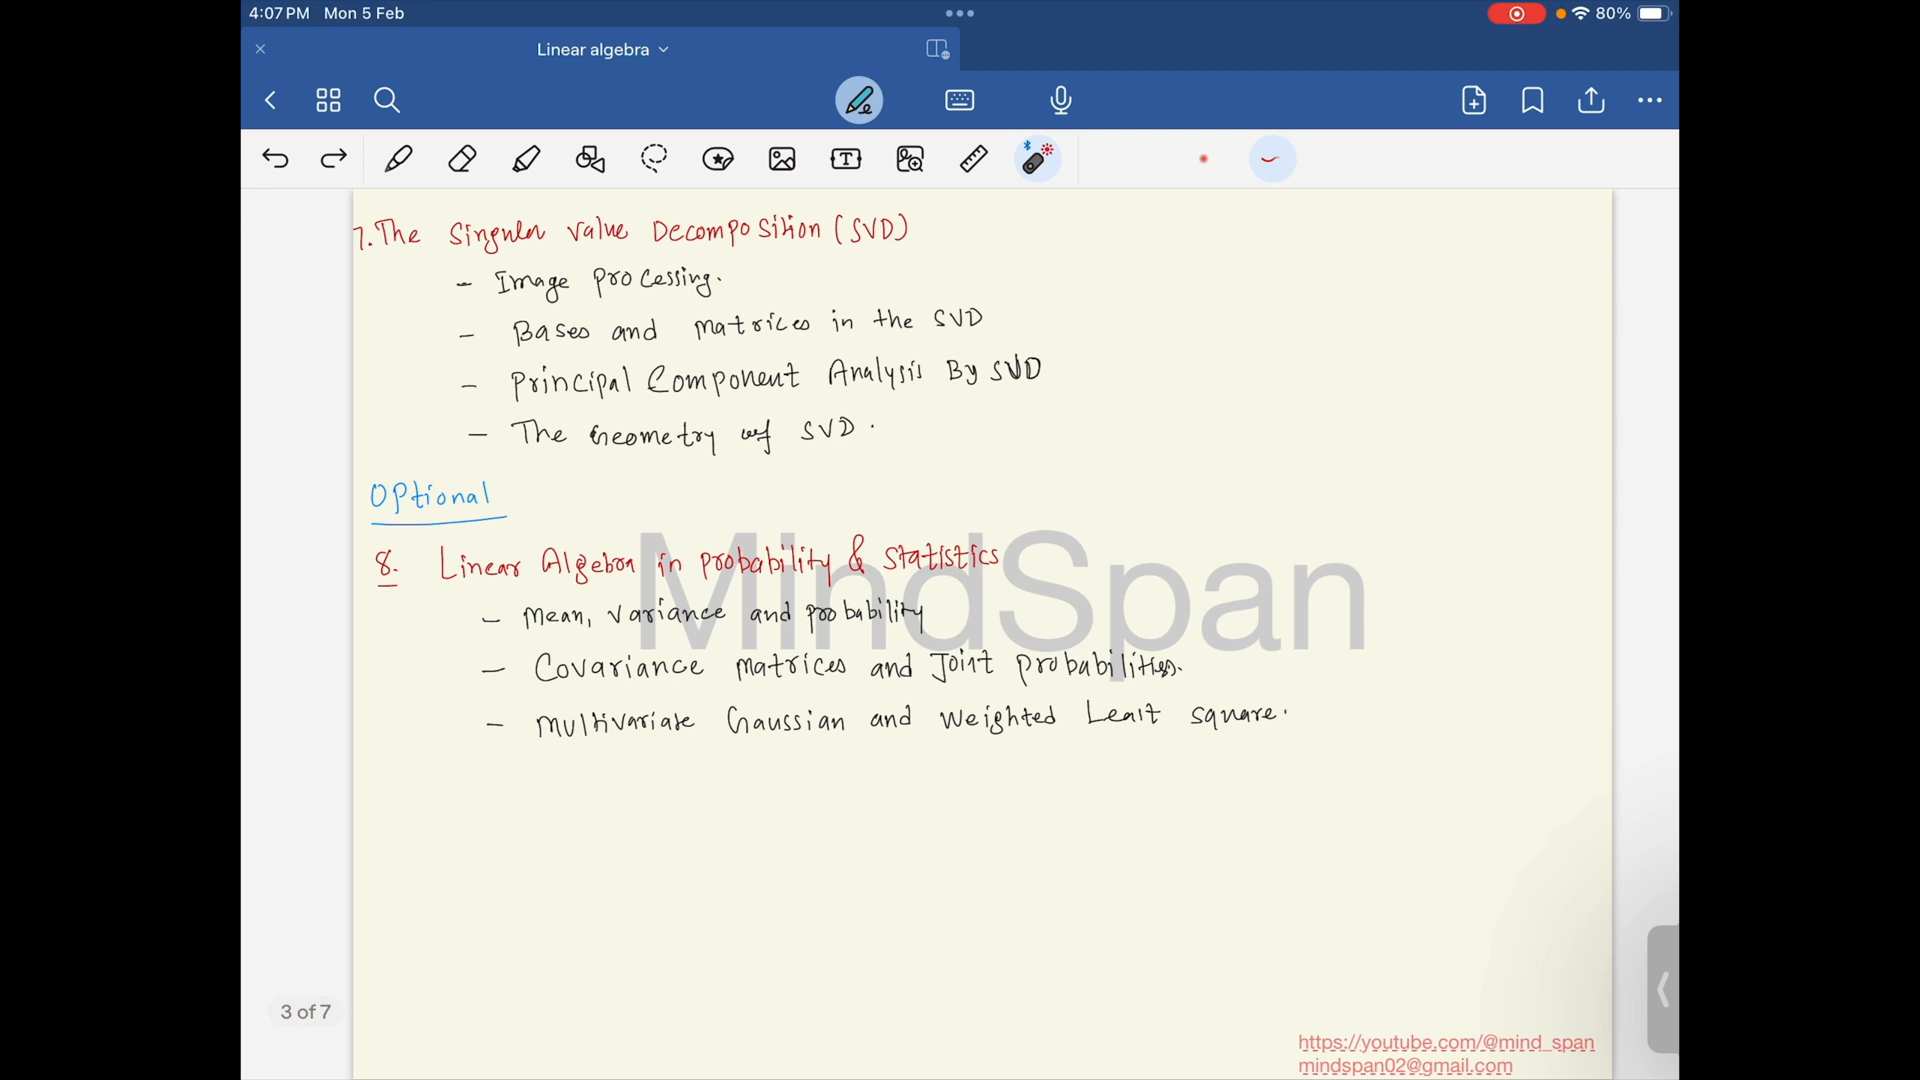 4:07 PM Mon 5 Feb
80%
Linear algebra
7. The Singular Value Decomposition (SVD)
- Image processing.
- Bases and matrices in the SVD
- Principal Component Analysis By SVD
- The Geometry of SVD.
Optional
8. Linear Algebra in probability & Statistics
- Mean, variance and probability
- Covariance matrices and Joint probabilities.
- Multivariate Gaussian and Weighted Least square.
MindSpan
3 of 7
https://youtube.com/@mind_span
mindspan02@gmail.com